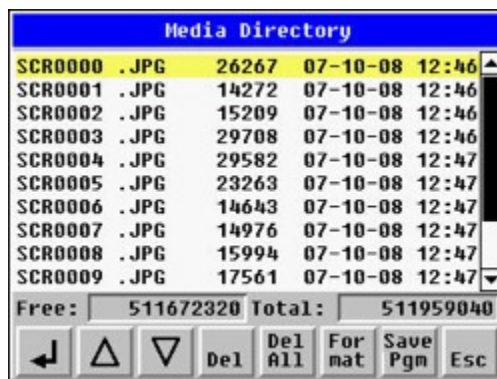 Media Directory
SCR0000 .JPG 26267 07-10-08 12:46
SCR0001 .JPG 14272 07-10-08 12:46
SCR0002 .JPG 15209 07-10-08 12:46
SCR0003 .JPG 29708 07-10-08 12:46
SCR0004 .JPG 29582 07-10-08 12:47
SCR0005 .JPG 23263 07-10-08 12:47
SCR0006 .JPG 14643 07-10-08 12:47
SCR0007 .JPG 14976 07-10-08 12:47
SCR0008 .JPG 15994 07-10-08 12:47
SCR0009 .JPG 17561 07-10-08 12:47
Free: 511672320 Total: 511959040
Del
Del
All
For
mat
Save
Pgm
Esc